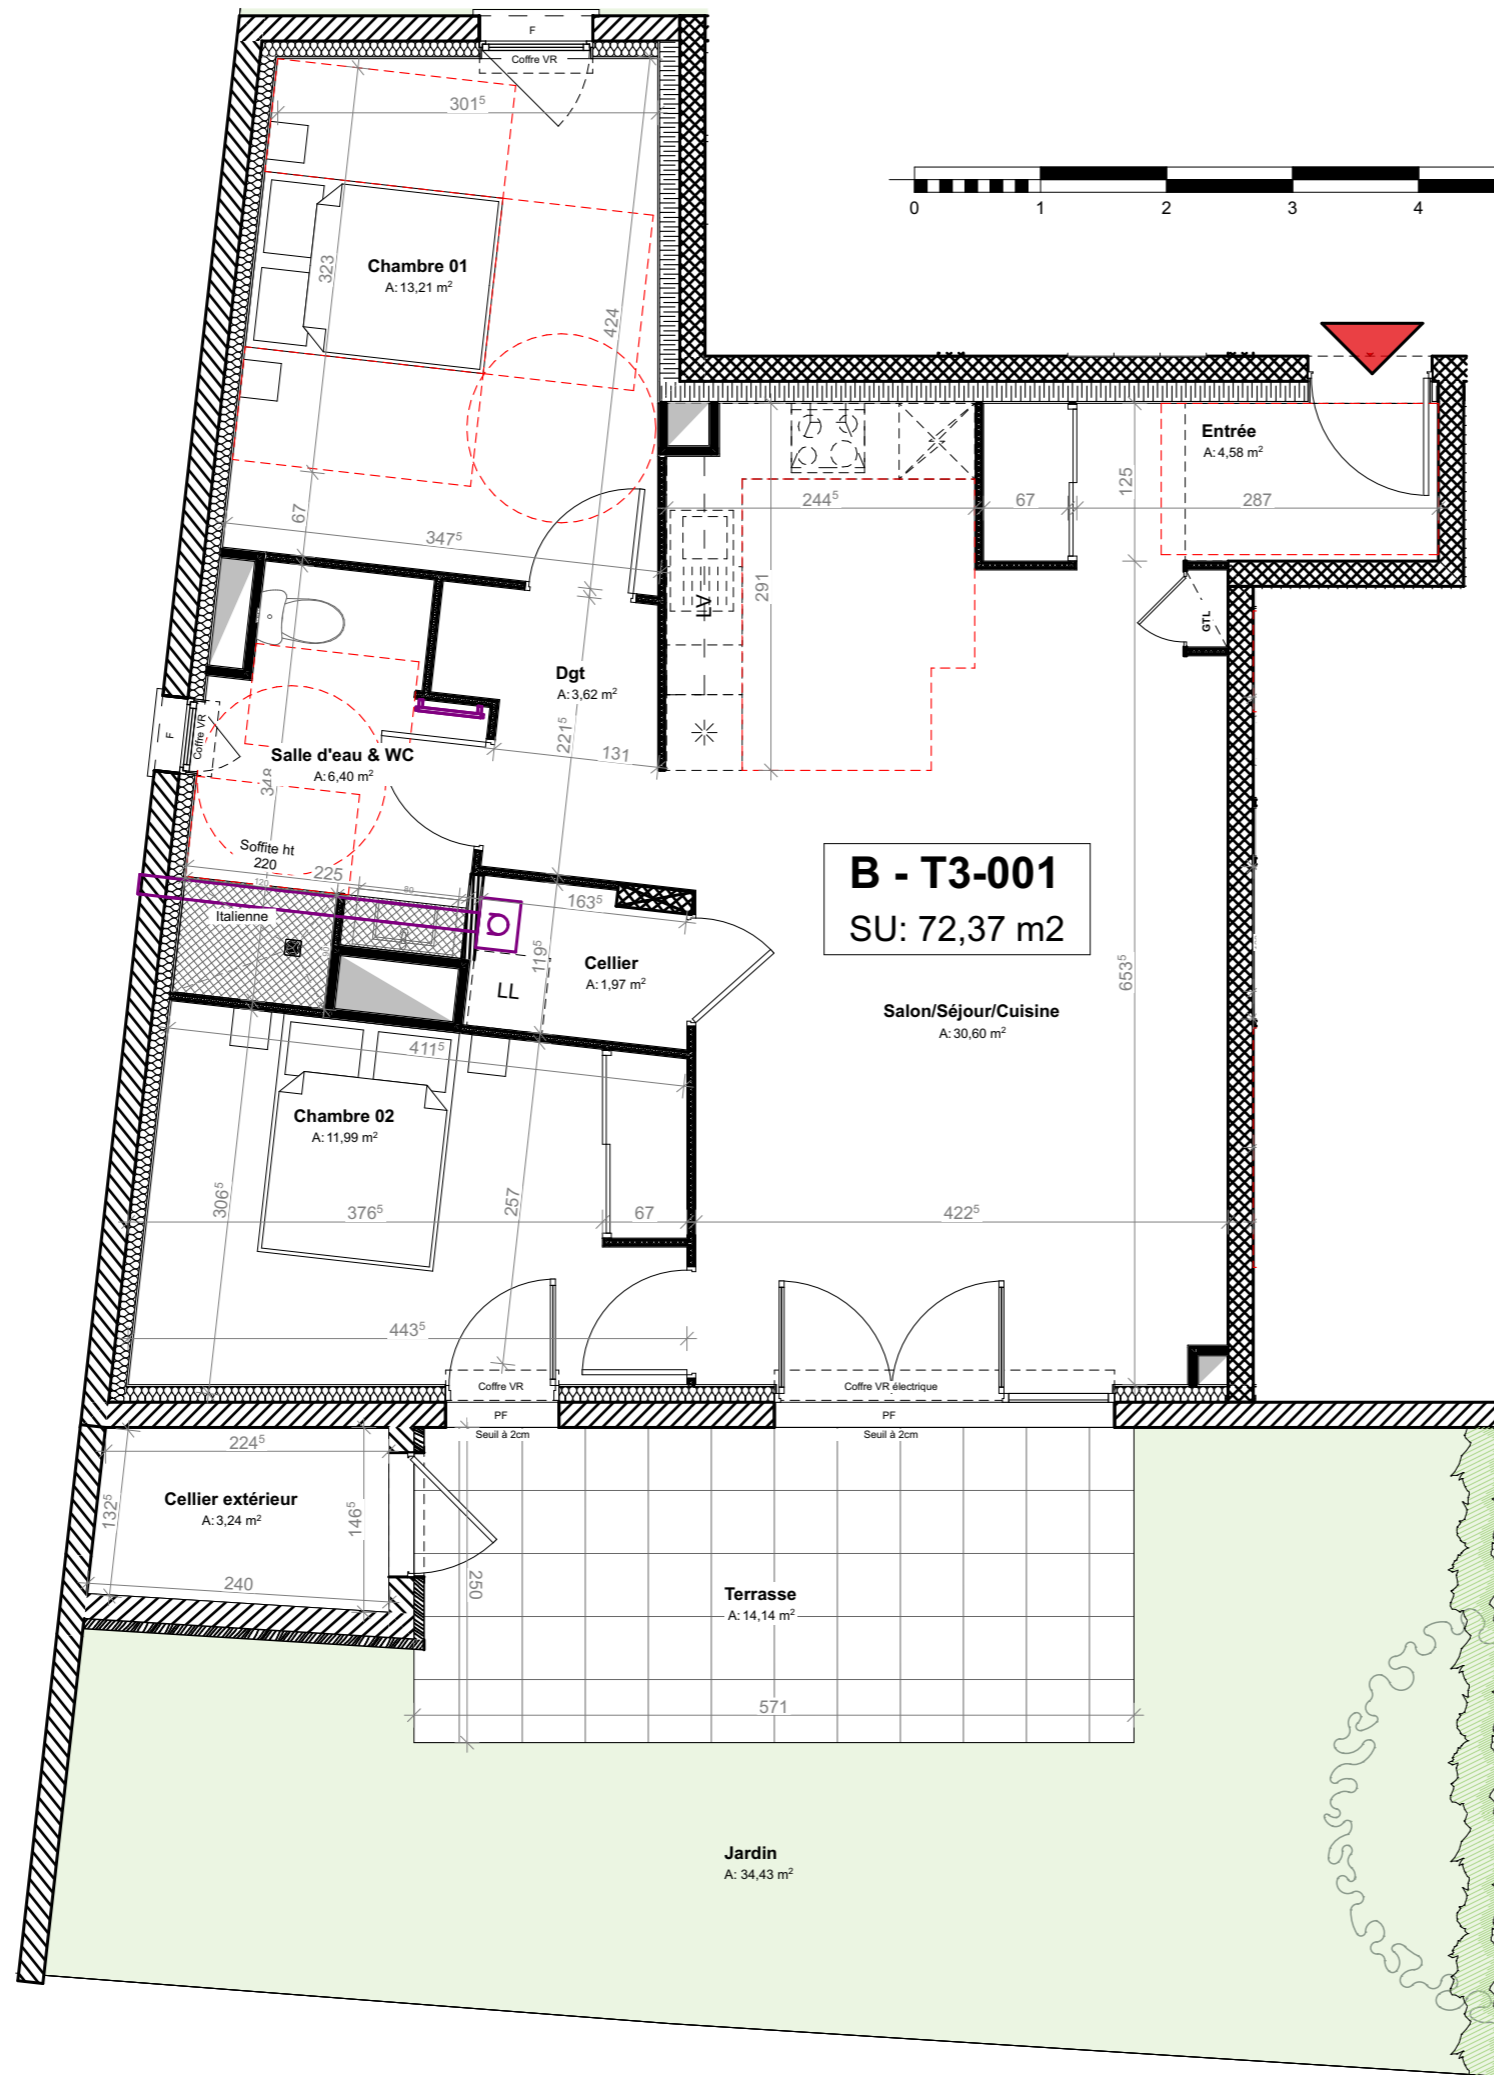 F
Coffre VR
301⁵
0 1 2 3 4
323
Chambre 01
A: 13,21 m²
424
Entrée
A: 4,58 m²
125
244⁵
67
287
67
347⁵
291
LV
GTL
Dgt
A: 3,62 m²
F
Coffre VR
221⁵
131
Salle d'eau & WC
A: 6,40 m²
348
Soffite ht
220
225
120
80
Italienne
163⁵
119⁵
Cellier
A: 1,97 m²
LL
B - T3-001
SU: 72,37 m2
653⁵
Salon/Séjour/Cuisine
A: 30,60 m²
411⁵
Chambre 02
A: 11,99 m²
306⁵
376⁵
257
67
422⁵
443⁵
Coffre VR
Coffre VR électrique
PF
PF
Seuil à 2cm
Seuil à 2cm
224⁵
132⁵
Cellier extérieur
A: 3,24 m²
146⁵
240
250
Terrasse
A: 14,14 m²
571
Jardin
A: 34,43 m²